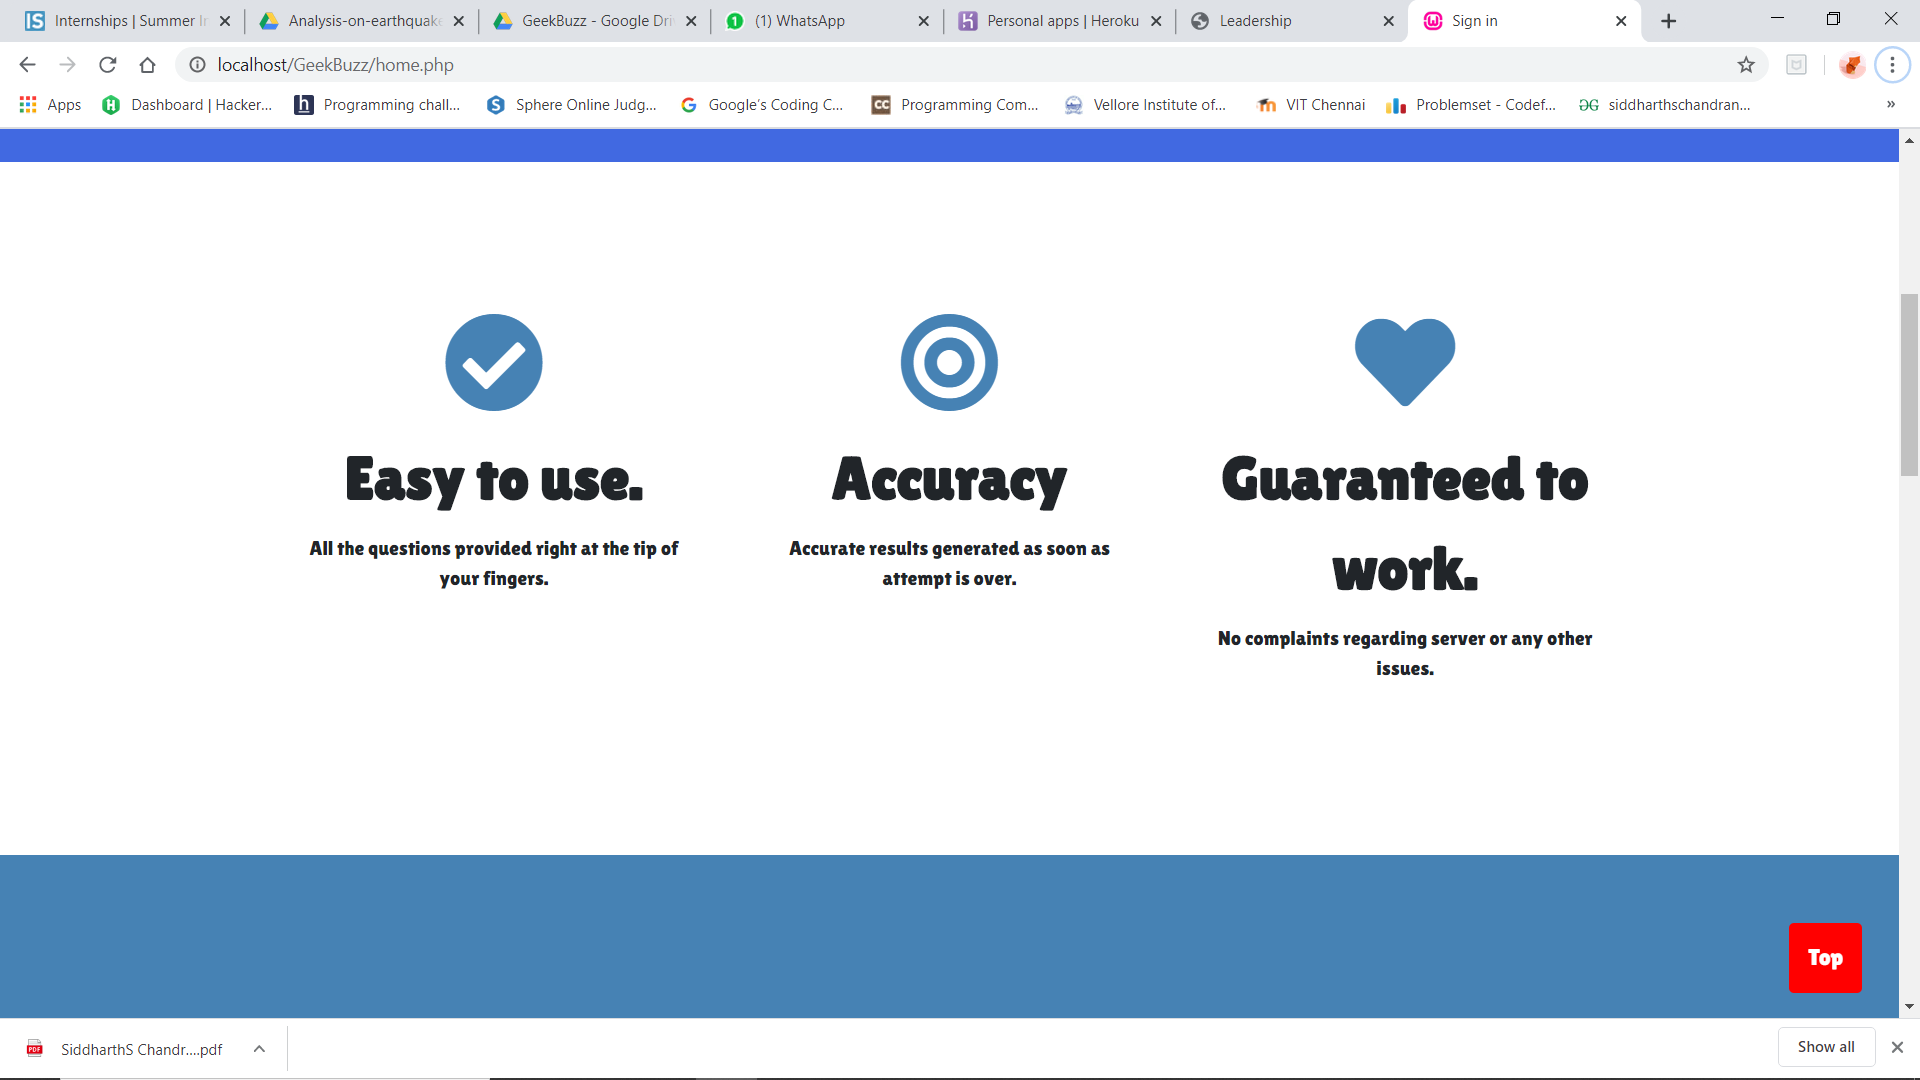 Internships | Summer In
Analysis-on-earthquake
GeekBuzz - Google Dri
(1) WhatsApp
Personal apps | Heroku
Leadership
Sign in
localhost/GeekBuzz/home.php
Apps
Dashboard | Hacker...
Programming chall...
Sphere Online Judg...
Google's Coding C...
CC
Programming Com...
Vellore Institute of...
VIT Chennai
Problemset - Codef...
siddharthschandran...
»
Easy to use.
All the questions provided right at the tip of
your fingers.
Accuracy
Accurate results generated as soon as
attempt is over.
Guaranteed to
work.
No complaints regarding server or any other
issues.
Top
PDF
SiddharthS Chandr....pdf
Show all